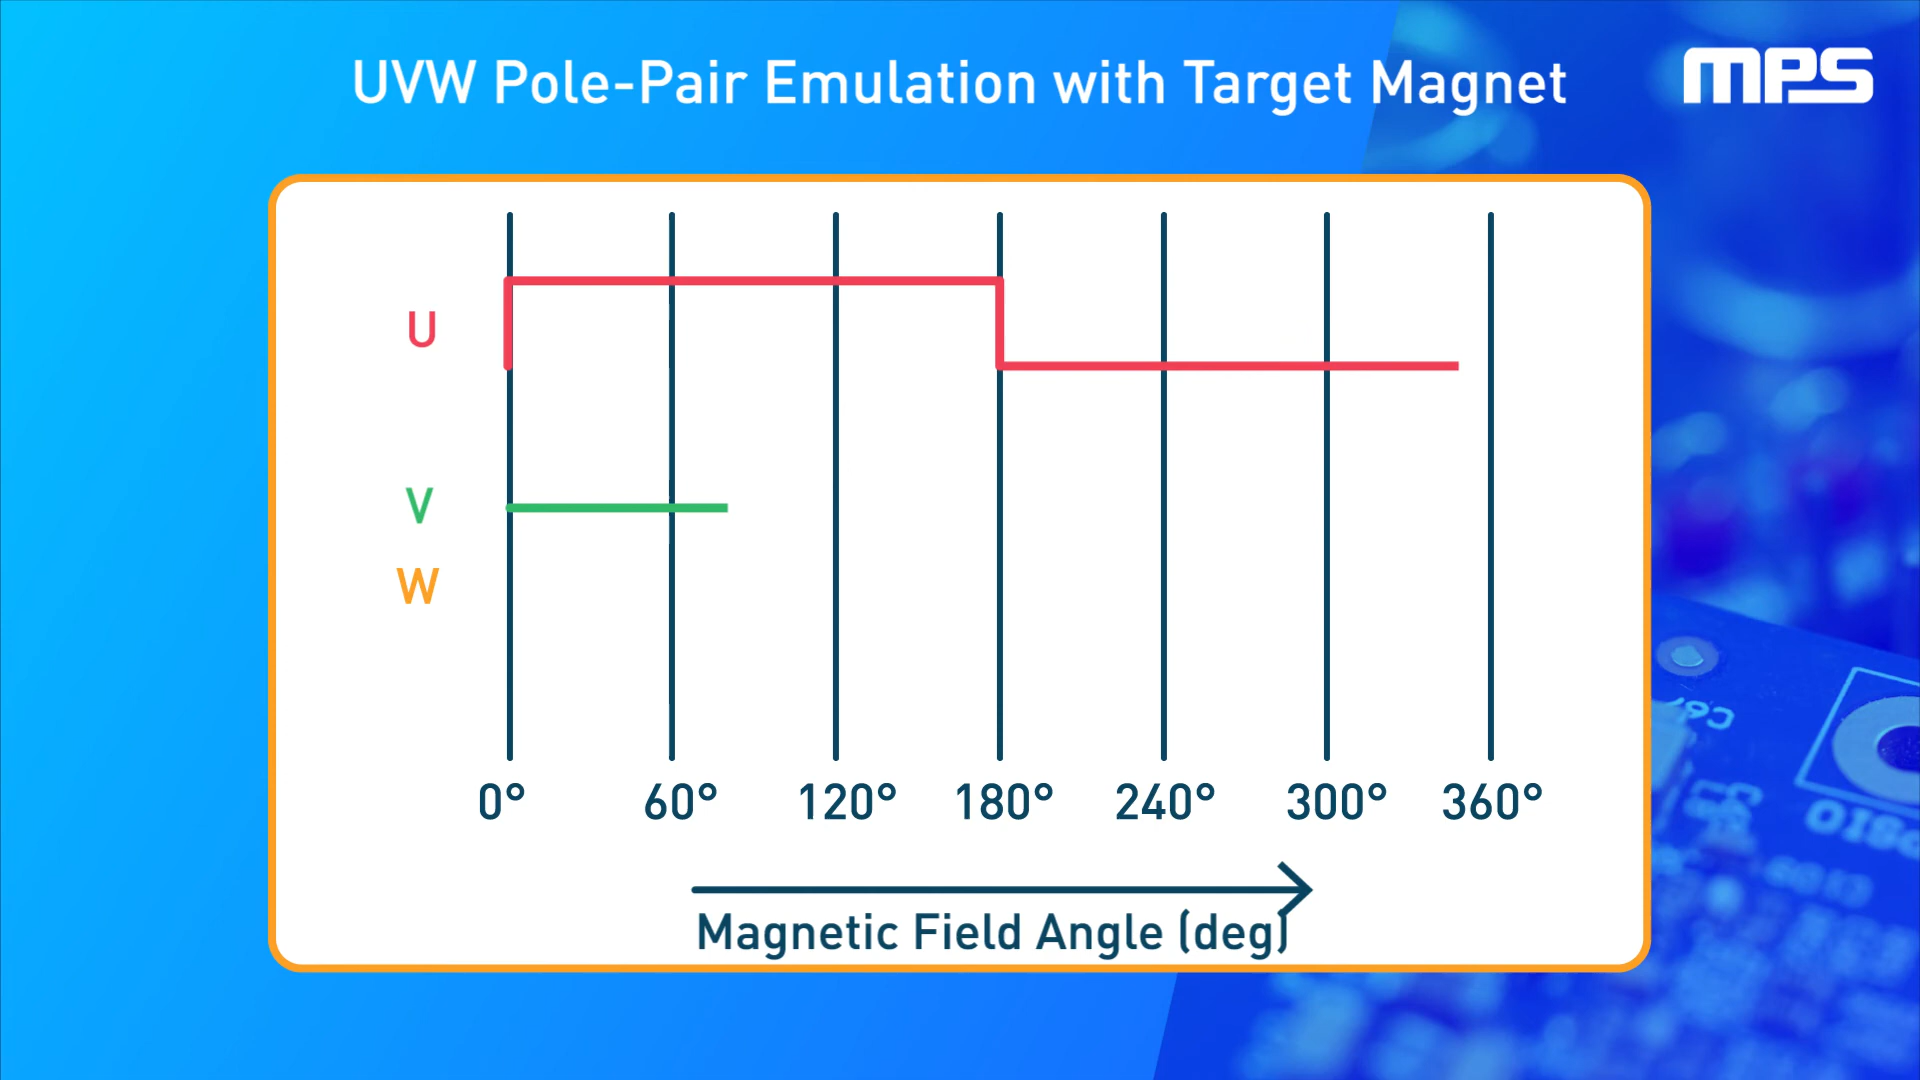 UVW Pole-Pair Emulation with Target Magnet
MPS
U
V
W
0° 60° 120° 180° 240° 300° 360°
Magnetic Field Angle (deg)